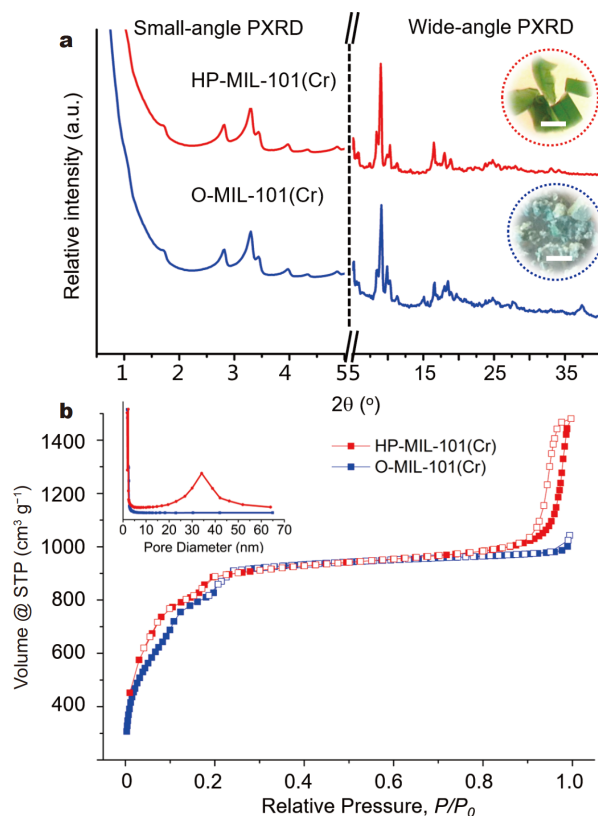 a
Small-angle PXRD
Wide-angle PXRD
HP-MIL-101(Cr)
O-MIL-101(Cr)
Relative intensity (a.u.)
1 2 3 4 55 15 25 35
2θ (°)
b
HP-MIL-101(Cr)
O-MIL-101(Cr)
0 10 20 30 40 50 60 70
Pore Diameter (nm)
1400
1200
1000
800
600
400
Volume @ STP (cm³ g⁻¹)
0 0.2 0.4 0.6 0.8 1.0
Relative Pressure, P/P₀